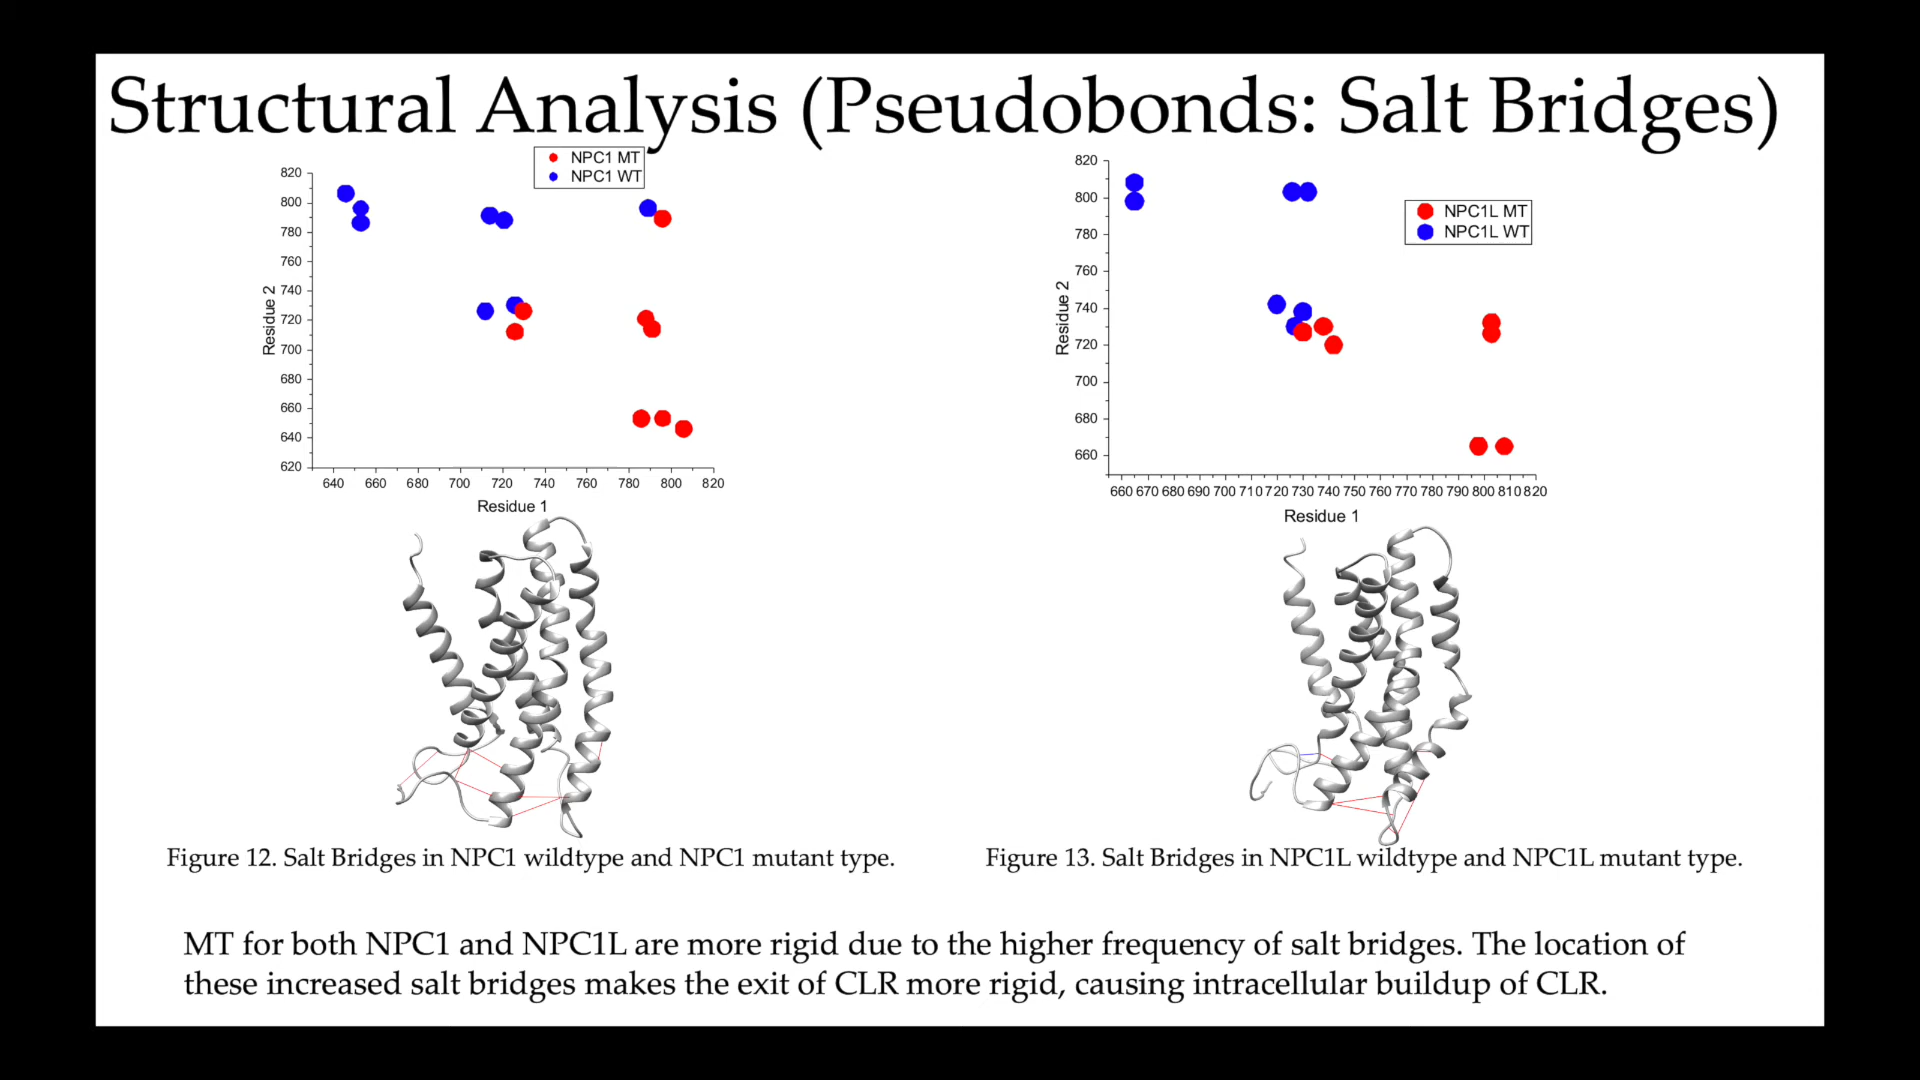 Structural Analysis (Pseudobonds: Salt Bridges)
NPC1 MT
NPC1 WT
820
800
780
760
740
720
700
680
660
640
620
Residue 2
640 660 680 700 720 740 760 780 800 820
Residue 1
820
800
780
760
740
720
700
680
660
Residue 2
NPC1L MT
NPC1L WT
660 670 680 690 700 710 720 730 740 750 760 770 780 790 800 810 820
Residue 1
Figure 12. Salt Bridges in NPC1 wildtype and NPC1 mutant type.
Figure 13. Salt Bridges in NPC1L wildtype and NPC1L mutant type.
MT for both NPC1 and NPC1L are more rigid due to the higher frequency of salt bridges. The location of
these increased salt bridges makes the exit of CLR more rigid, causing intracellular buildup of CLR.